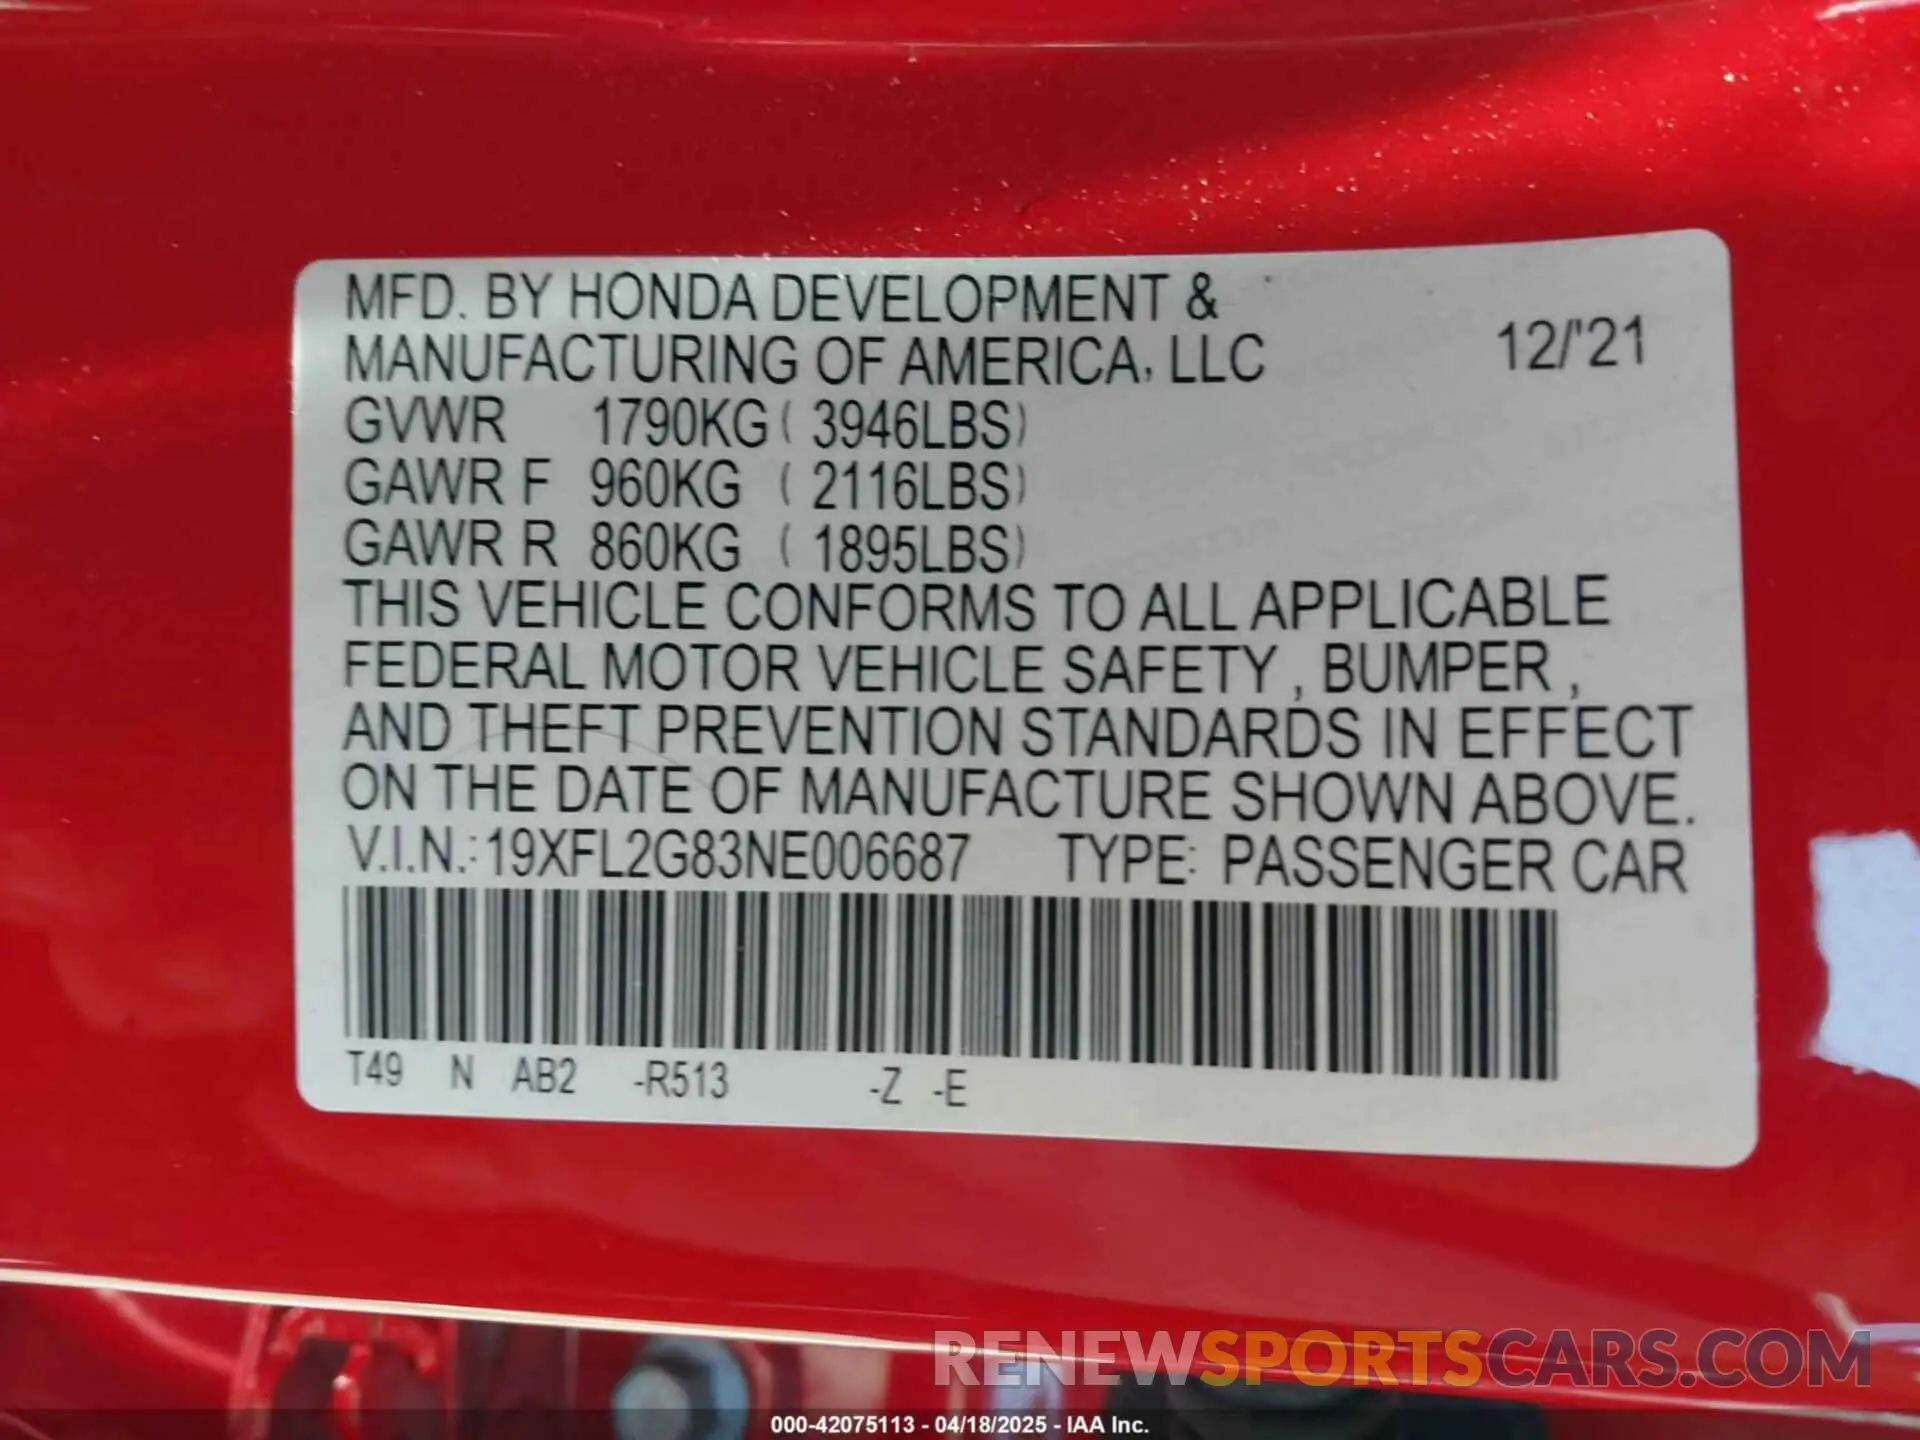 MFD. BY HONDA DEVELOPMENT &
MANUFACTURING OF AMERICA, LLC 12/'21
GVWR 1790KG ( 3946LBS)
GAWR F 960KG ( 2116LBS)
GAWR R 860KG ( 1895LBS)
THIS VEHICLE CONFORMS TO ALL APPLICABLE
FEDERAL MOTOR VEHICLE SAFETY , BUMPER ,
AND THEFT PREVENTION STANDARDS IN EFFECT
ON THE DATE OF MANUFACTURE SHOWN ABOVE.
V.I.N.: 19XFL2G83NE006687 TYPE: PASSENGER CAR
T49 N AB2 -R513 -Z -E
RENEWSPORTSCARS.COM
000-42075113 - 04/18/2025 - IAA Inc.